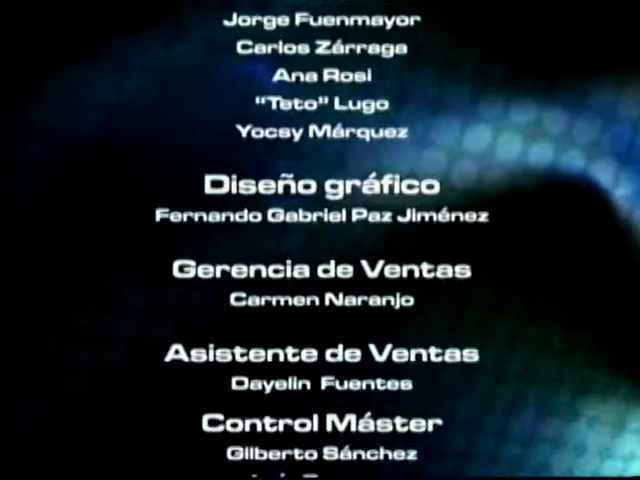 Jorge Fuenmayor
Carlos Zárraga
Ana Rosi
"Teto" Lugo
Yocsy Márquez
Diseño gráfico
Fernando Gabriel Paz Jiménez
Gerencia de Ventas
Carmen Naranjo
Asistente de Ventas
Dayelin Fuentes
Control Máster
Gilberto Sánchez